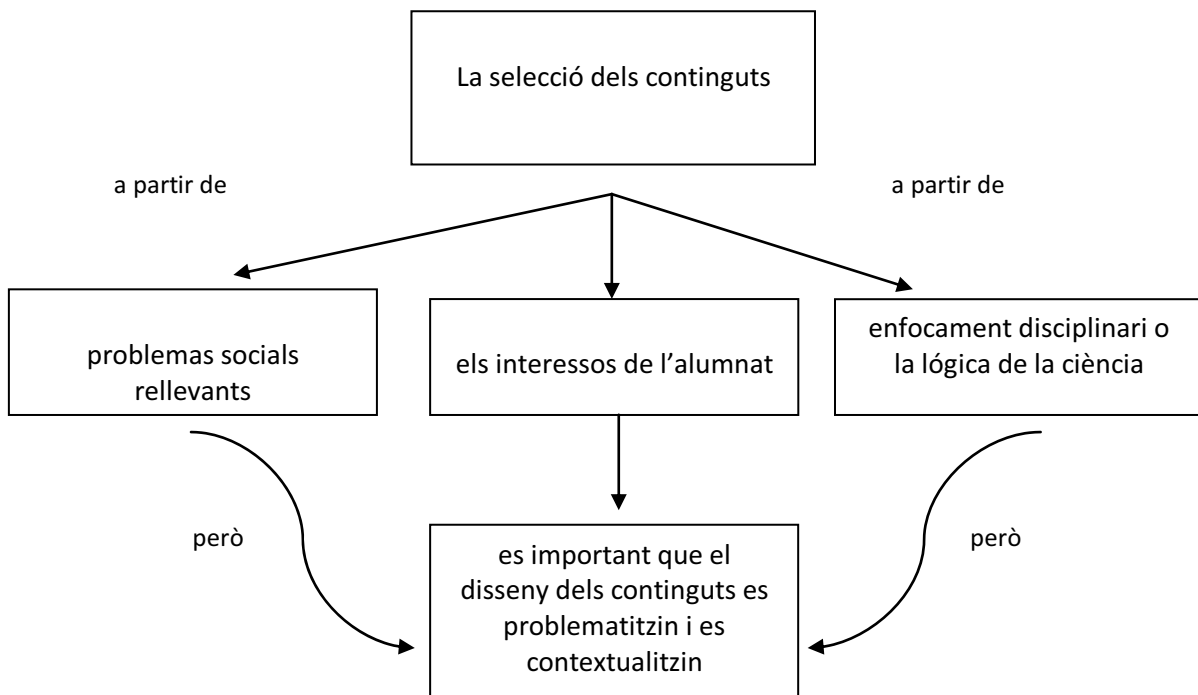 La selecció dels continguts
a partir de
a partir de
problemas socials
rellevants
els interessos de l'alumnat
enfocament disciplinari o
la lógica de la ciència
però
però
es important que el
disseny dels continguts es
problematitzin i es
contextualitzin